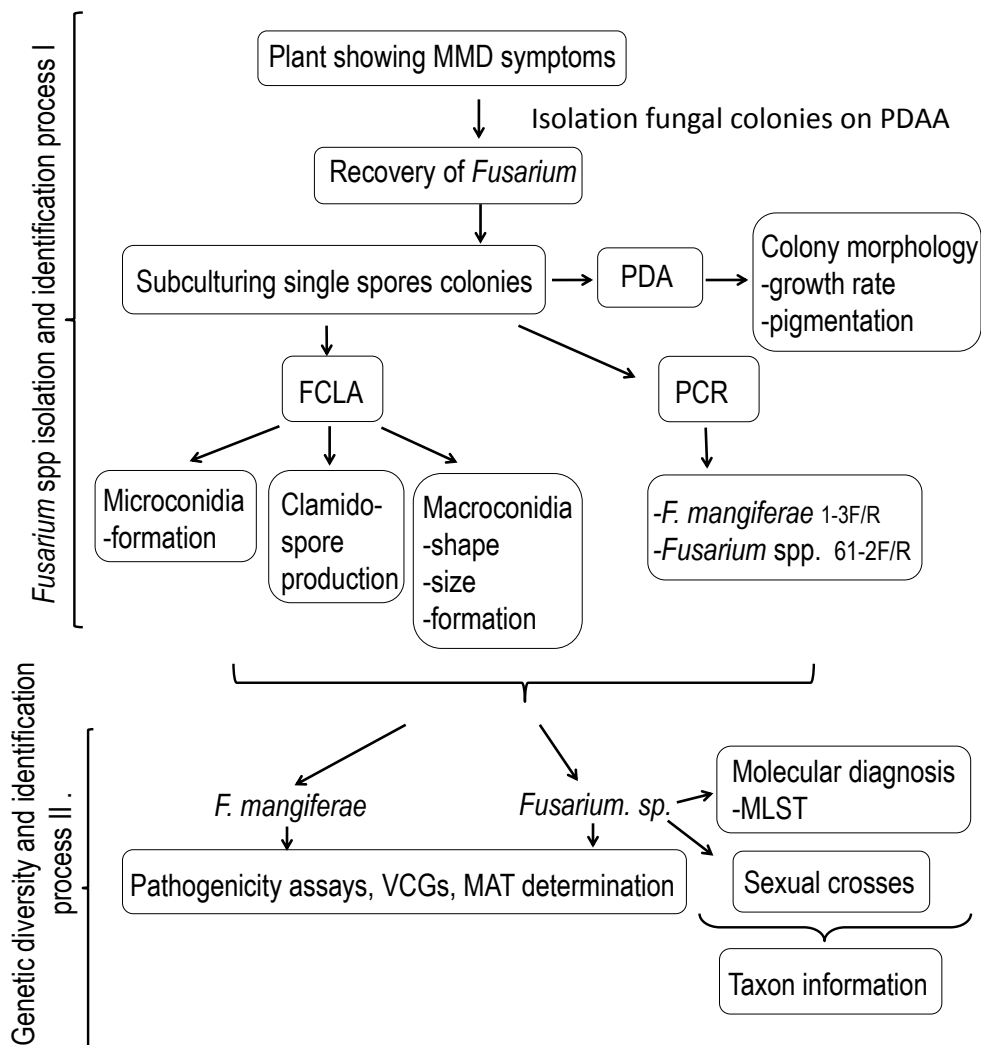 Fusarium spp isolation and identification process I
Plant showing MMD symptoms
Isolation fungal colonies on PDAA
Recovery of Fusarium
Subculturing single spores colonies
PDA
Colony morphology
-growth rate
-pigmentation
FCLA
PCR
Microconidia
-formation
Clamido-
spore
production
Macroconidia
-shape
-size
-formation
-F. mangiferae 1-3F/R
-Fusarium spp. 61-2F/R
Genetic diversity and identification
process II .
F. mangiferae
Fusarium. sp.
Molecular diagnosis
-MLST
Pathogenicity assays, VCGs, MAT determination
Sexual crosses
Taxon information